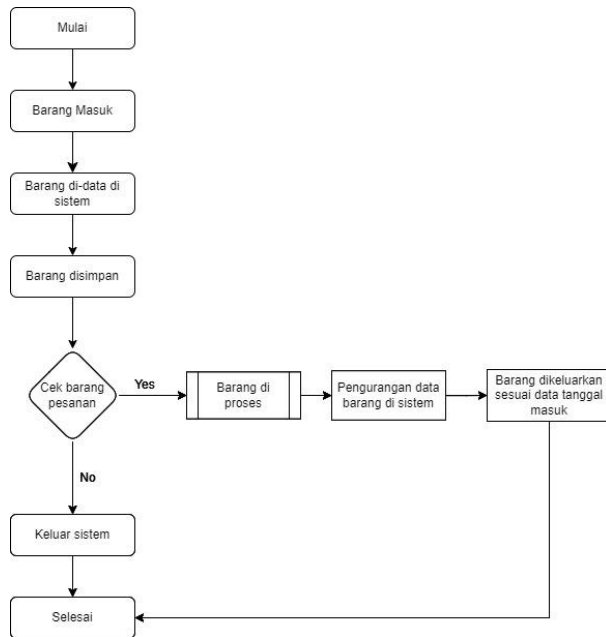 Mulai
Barang Masuk
Barang di-data di
sistem
Barang disimpan
Cek barang
pesanan
Yes
Barang di
proses
Pengurangan data
barang di sistem
Barang dikeluarkan
sesuai data tanggal
masuk
No
Keluar sistem
Selesai